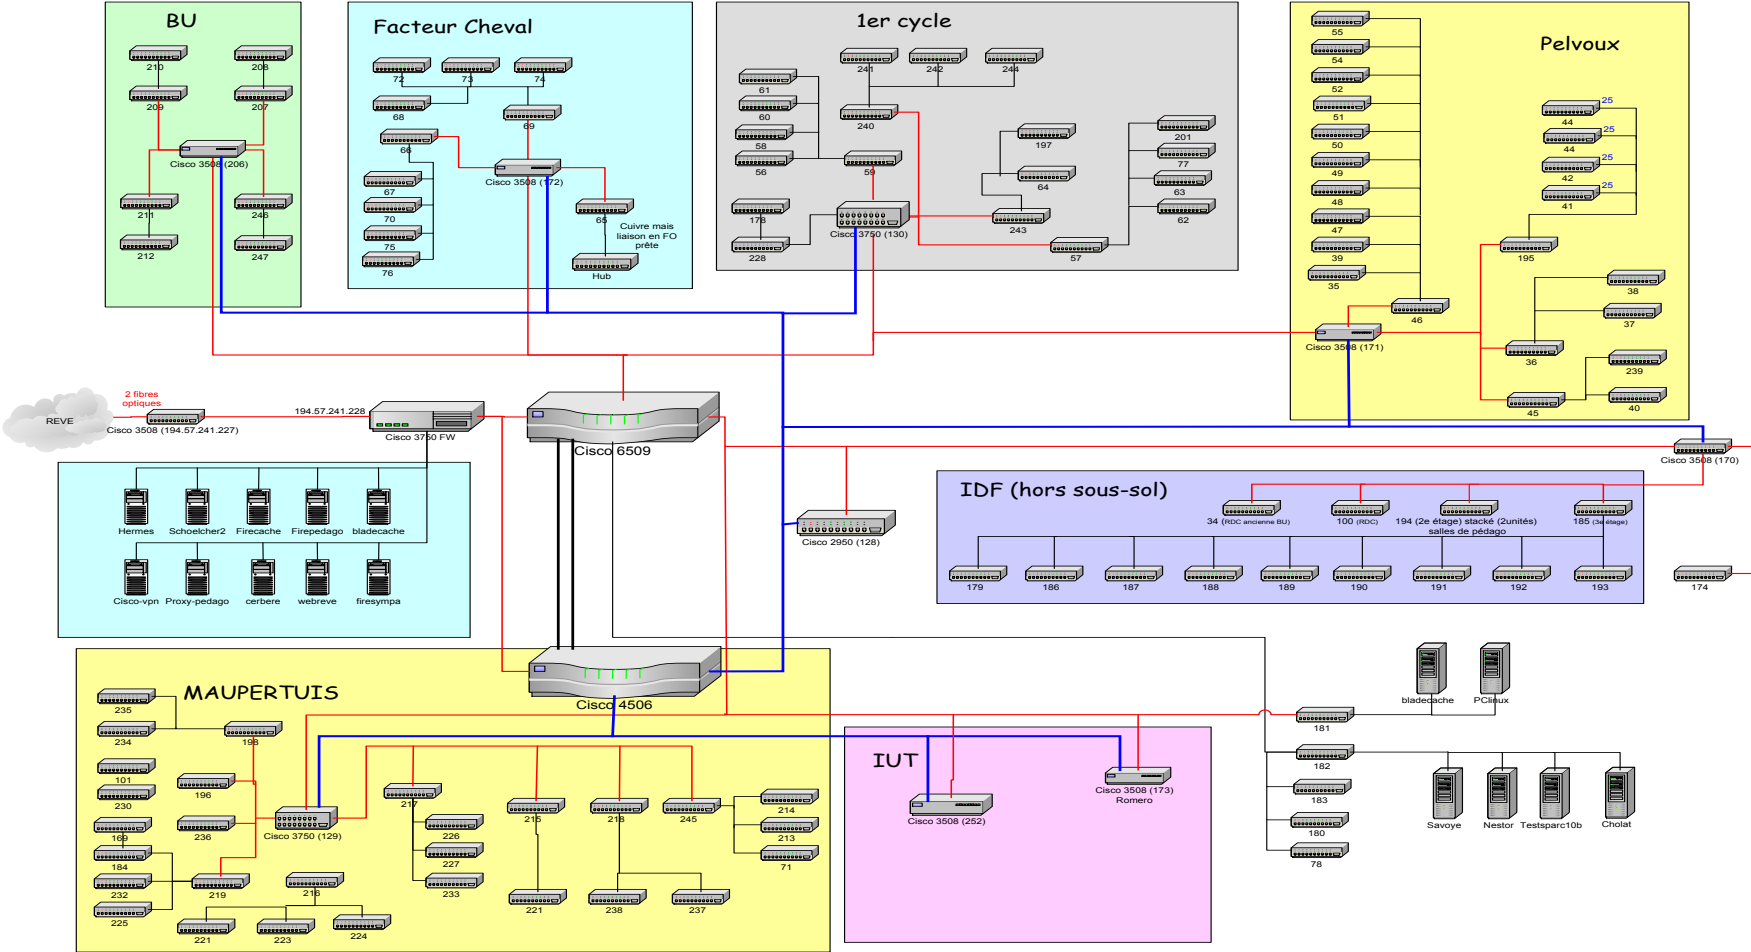 BU
210
208
209
207
Cisco 3508 (206)
211
246
212
247
Facteur Cheval
72
73
74
68
69
66
Cisco 3508 (172)
67
70
75
76
65
Cuivre mais
liaison en FO
prête
Hub
1er cycle
241
242
244
61
60
58
56
240
59
197
64
243
201
77
63
62
178
228
Cisco 3750 (130)
57
Pelvoux
55
54
52
51
50
49
48
47
39
35
46
25
44
25
44
25
42
25
41
195
38
37
36
239
45
40
Cisco 3508 (171)
REVE
2 fibres
optiques
Cisco 3508 (194.57.241.227)
194.57.241.228
Cisco 3750 FW
Cisco 6509
Cisco 3508 (170)
Hermes
Schoelcher2
Firecache
Firepedago
bladecache
Cisco-vpn
Proxy-pedago
cerbere
webreve
firesympa
Cisco 2950 (128)
IDF (hors sous-sol)
34 (RDC ancienne BU)
100 (RDC)
194 (2e étage) stacké (2unités)
salles de pédago
185 (3e étage)
179
186
187
188
189
190
191
192
193
174
MAUPERTUIS
Cisco 4506
235
234
198
101
230
196
169
236
184
232
219
225
216
221
223
224
Cisco 3750 (129)
217
226
227
233
215
218
245
221
238
237
214
213
71
IUT
Cisco 3508 (173)
Romero
Cisco 3508 (252)
bladecache
PClinux
181
182
183
180
78
Savoye
Nestor
Testsparc10b
Cholat